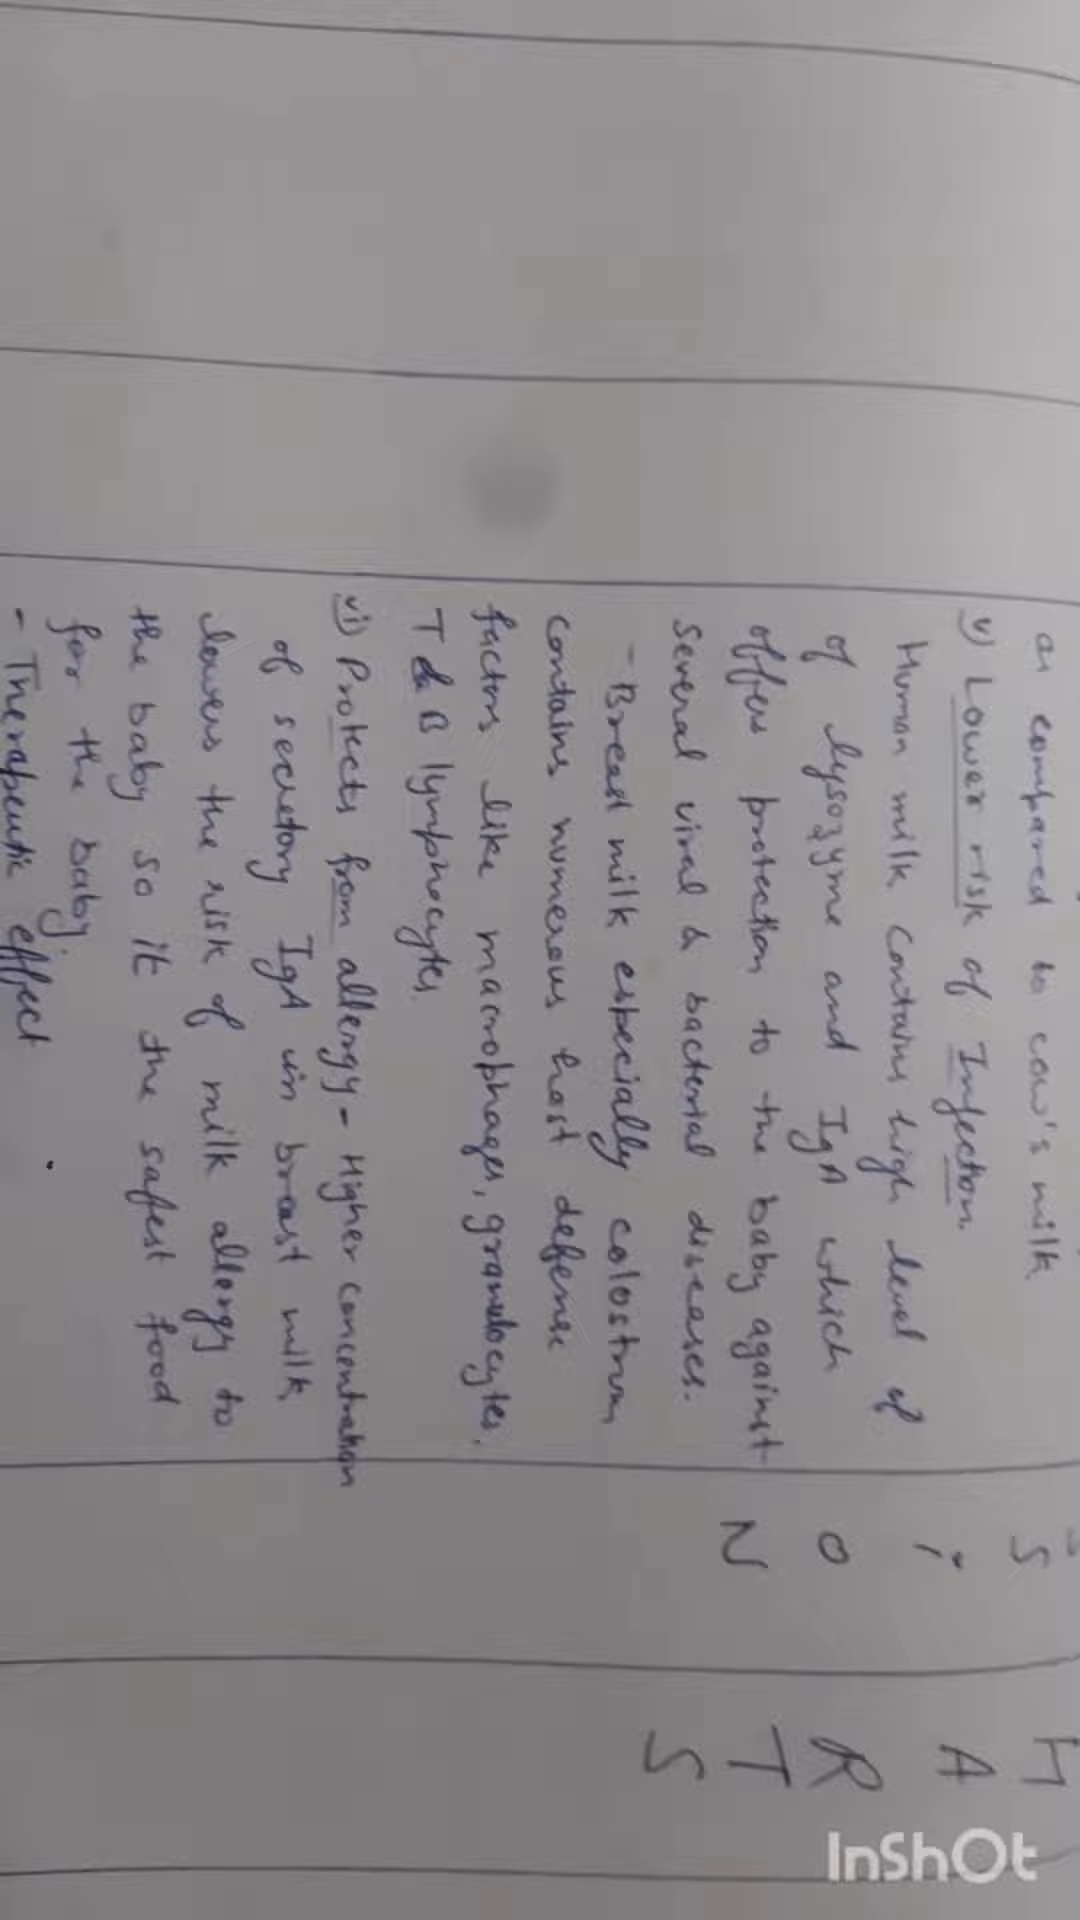 as compared to cow's milk
v) Lower risk of Infection.
Human milk contains high level of
of lysozyme and IgA which
offers protection to the baby against
several viral & bacterial diseases.
- Breast milk especially colostrum
contains numerous host defense
factors like macrophages, granulocytes,
T & B lymphocytes.
vi) Protects from allergy - Higher concentration
of secretory IgA in breast milk
lowers the risk of milk allergy to
the baby so it the safest food
for the baby.
- Therapeutic effect
S
i
O
N
H
A
R
T
S
InShOt